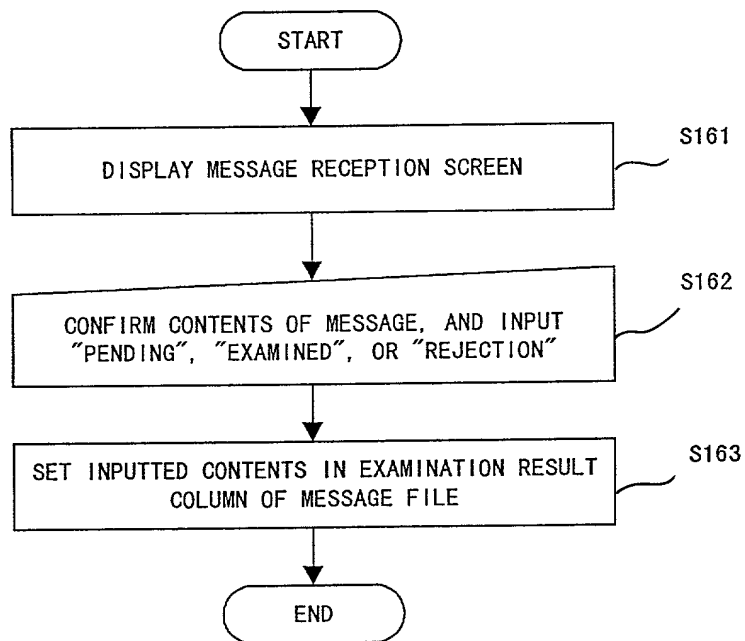 START
DISPLAY MESSAGE RECEPTION SCREEN
S161
CONFIRM CONTENTS OF MESSAGE, AND INPUT
"PENDING", "EXAMINED", OR "REJECTION"
S162
SET INPUTTED CONTENTS IN EXAMINATION RESULT
COLUMN OF MESSAGE FILE
S163
END